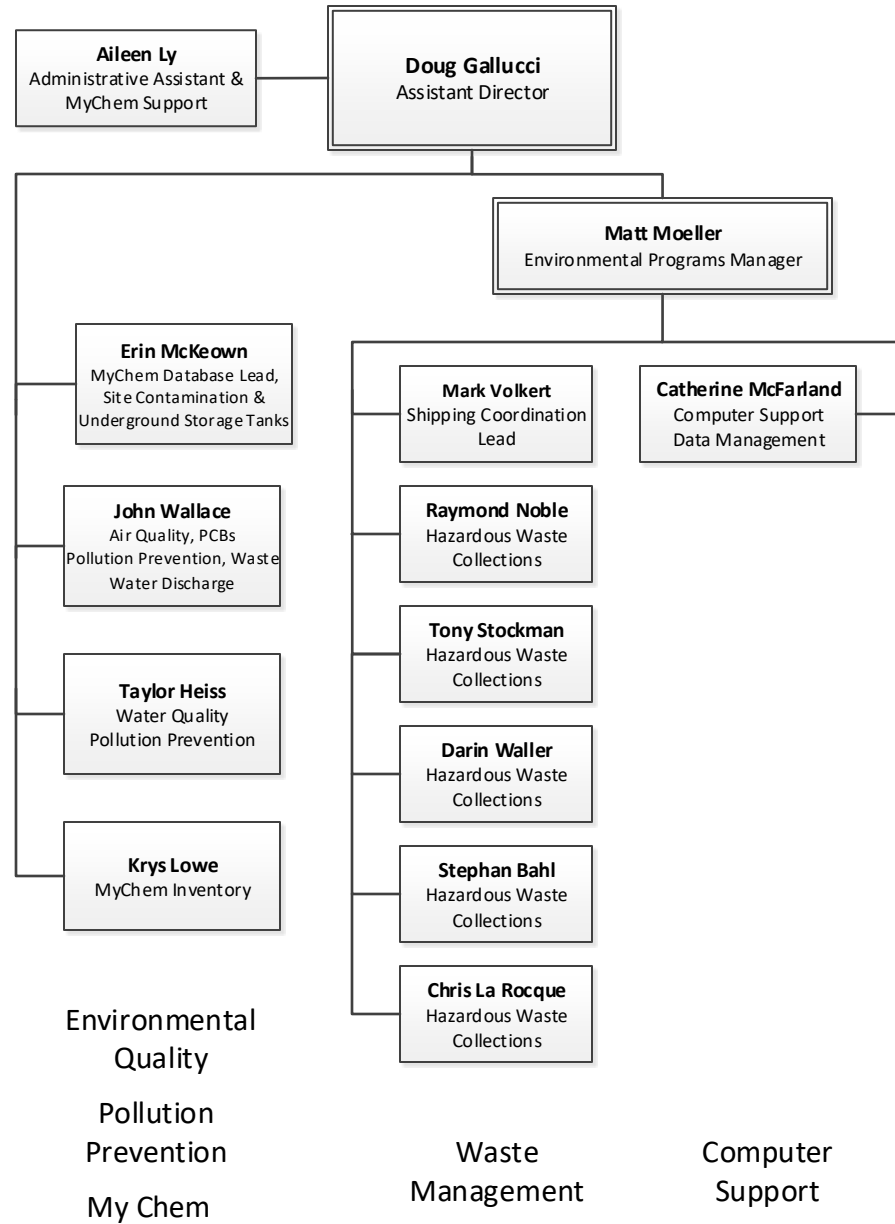 Aileen Ly
Administrative Assistant &
MyChem Support
Doug Gallucci
Assistant Director
Matt Moeller
Environmental Programs Manager
Erin McKeown
MyChem Database Lead,
Site Contamination &
Underground Storage Tanks
John Wallace
Air Quality, PCBs
Pollution Prevention, Waste
Water Discharge
Taylor Heiss
Water Quality
Pollution Prevention
Krys Lowe
MyChem Inventory
Environmental
Quality
Pollution
Prevention
My Chem
Mark Volkert
Shipping Coordination
Lead
Raymond Noble
Hazardous Waste
Collections
Tony Stockman
Hazardous Waste
Collections
Darin Waller
Hazardous Waste
Collections
Stephan Bahl
Hazardous Waste
Collections
Chris La Rocque
Hazardous Waste
Collections
Waste
Management
Catherine McFarland
Computer Support
Data Management
Computer
Support